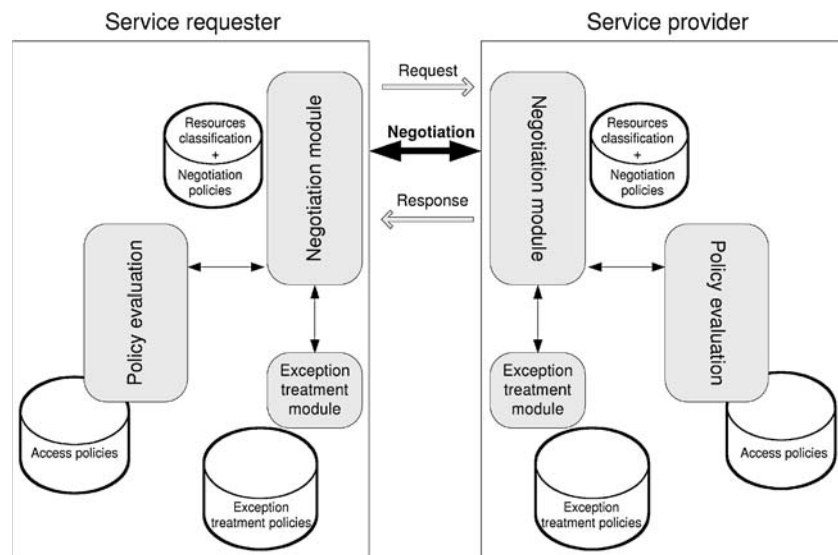 Service requester
Service provider
Request
Negotiation
Response
Resources
classification
+
Negotiation
policies
Negotiation module
Policy evaluation
Access policies
Exception
treatment
module
Exception
treatment policies
Negotiation module
Resources
classification
+
Negotiation
policies
Policy evaluation
Access policies
Exception
treatment
module
Exception
treatment policies